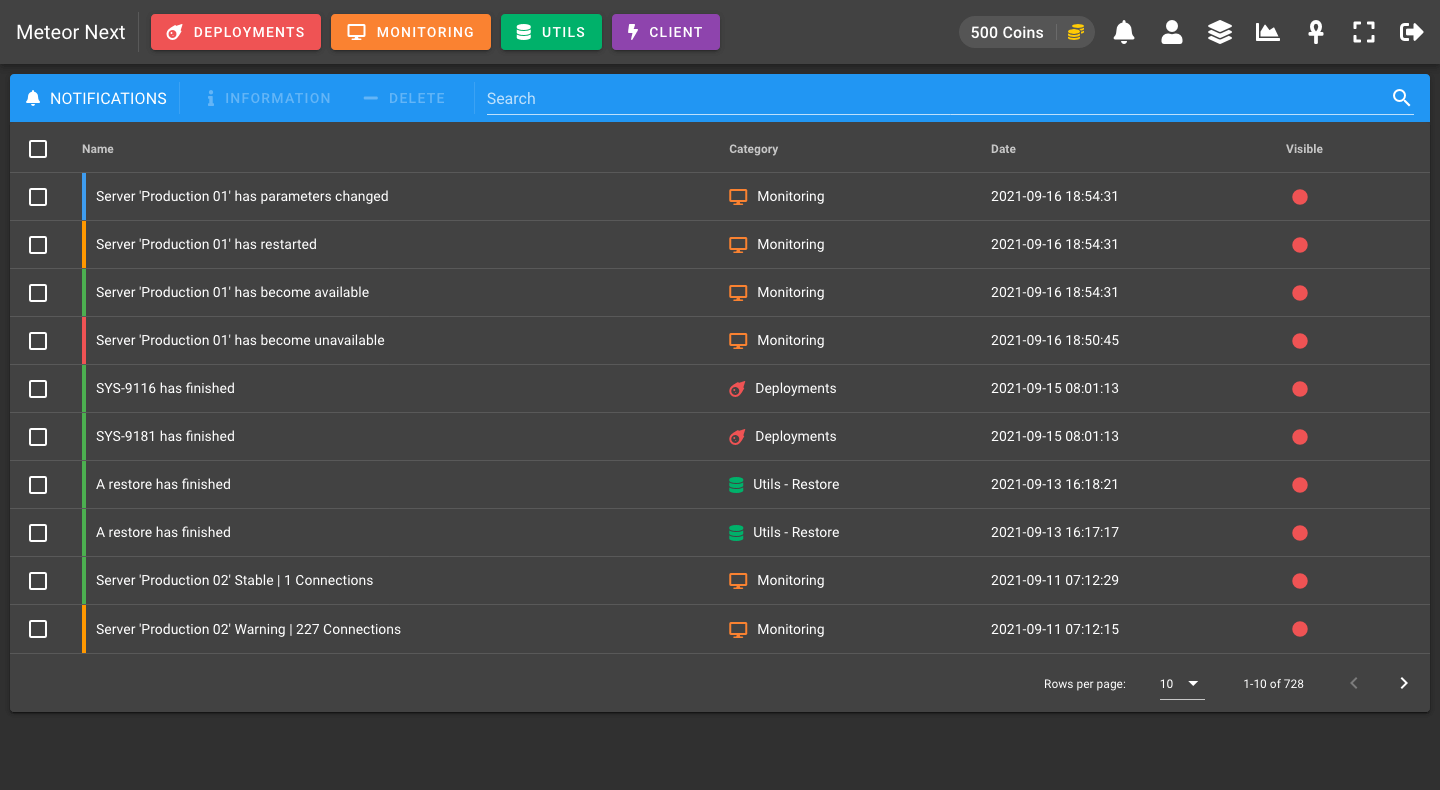 Meteor Next DEPLOYMENTS MONITORING UTILS CLIENT 500 Coins
NOTIFICATIONS INFORMATION DELETE Search
Name Category Date Visible
Server 'Production 01' has parameters changed Monitoring 2021-09-16 18:54:31
Server 'Production 01' has restarted Monitoring 2021-09-16 18:54:31
Server 'Production 01' has become available Monitoring 2021-09-16 18:54:31
Server 'Production 01' has become unavailable Monitoring 2021-09-16 18:50:45
SYS-9116 has finished Deployments 2021-09-15 08:01:13
SYS-9181 has finished Deployments 2021-09-15 08:01:13
A restore has finished Utils - Restore 2021-09-13 16:18:21
A restore has finished Utils - Restore 2021-09-13 16:17:17
Server 'Production 02' Stable | 1 Connections Monitoring 2021-09-11 07:12:29
Server 'Production 02' Warning | 227 Connections Monitoring 2021-09-11 07:12:15
Rows per page: 10 1-10 of 728